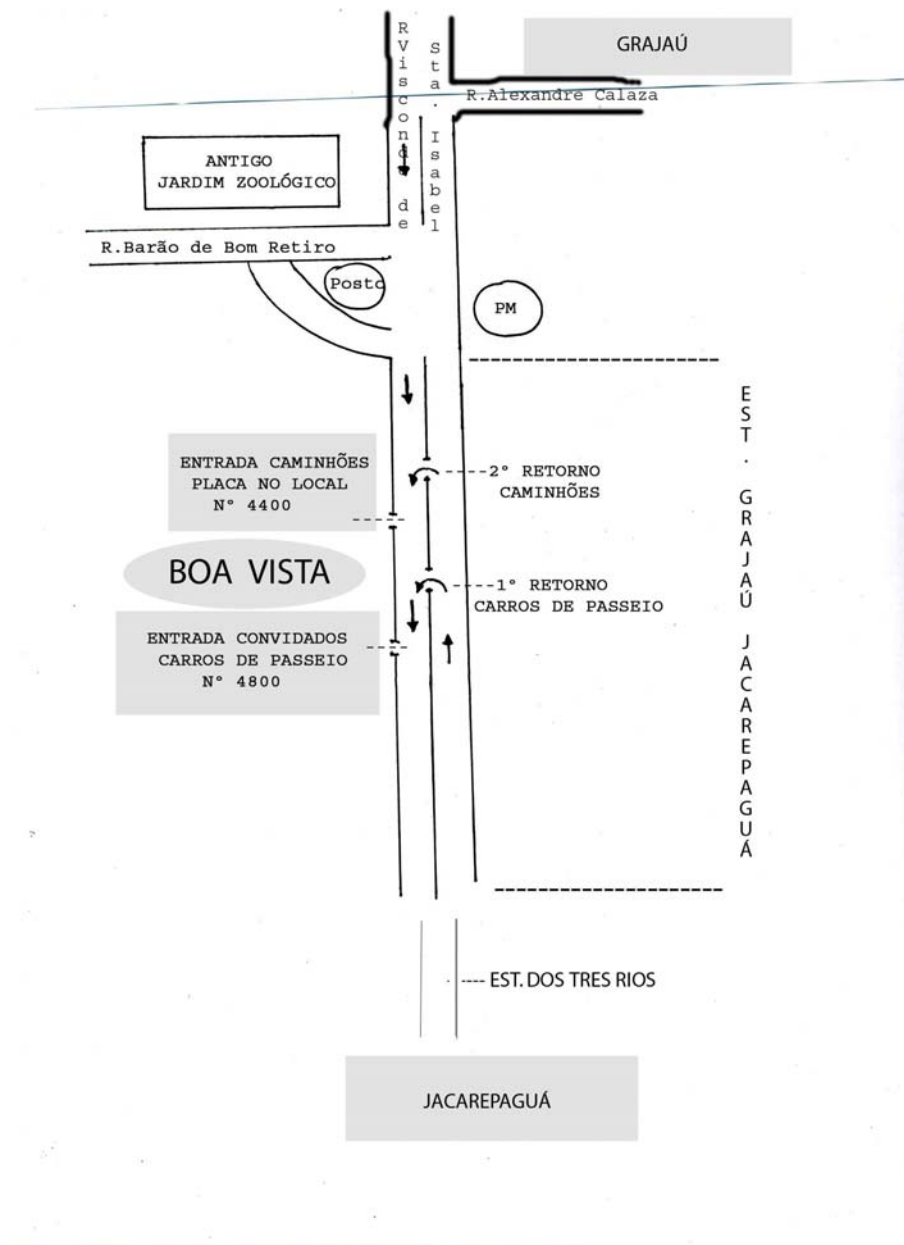 GRAJAÚ
RVisconde de
Sta. Isabel
R.Alexandre Calaza
ANTIGO
JARDIM ZOOLÓGICO
R.Barão de Bom Retiro
Posto
PM
EST. GRAJAÚ JACAREPAGUÁ
ENTRADA CAMINHÕES
PLACA NO LOCAL
N° 4400
2° RETORNO
CAMINHÕES
BOA VISTA
1° RETORNO
CARROS DE PASSEIO
ENTRADA CONVIDADOS
CARROS DE PASSEIO
N° 4800
EST. DOS TRES RIOS
JACAREPAGUÁ